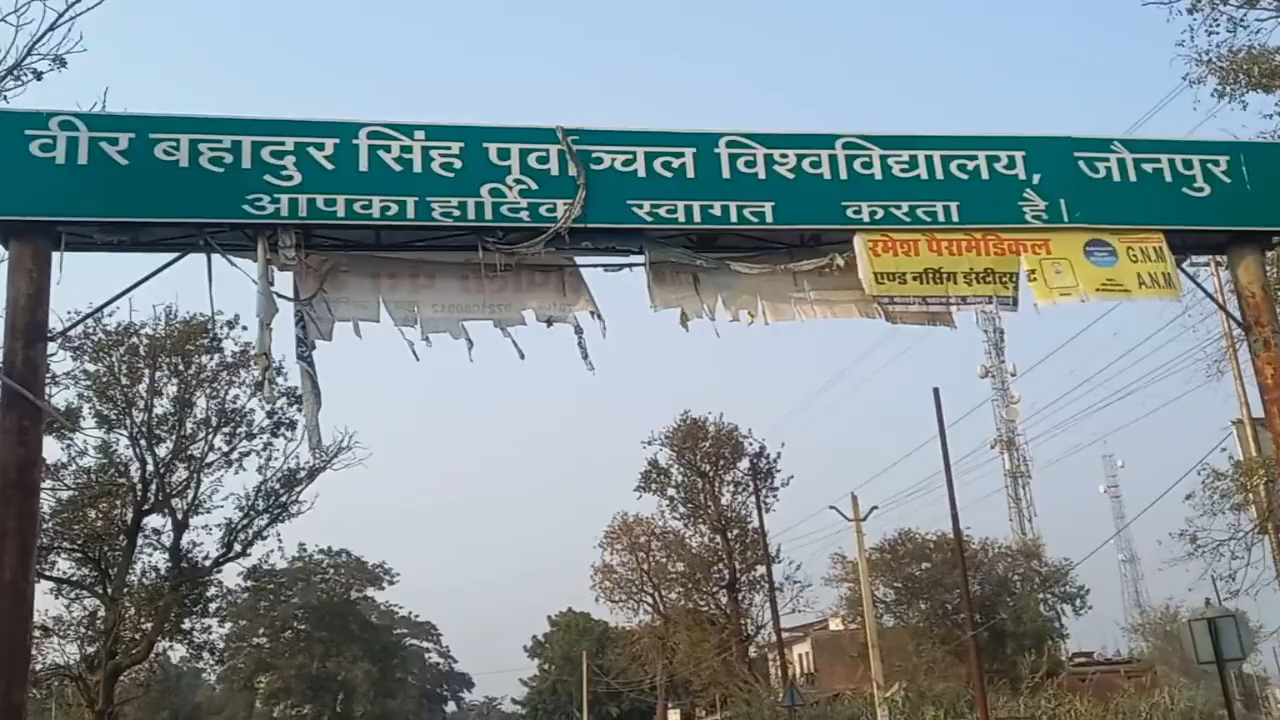 वीर बहादुर सिंह पूर्वाञ्चल विश्वविद्यालय, जौनपुर
आपका हार्दिक स्वागत करता है।
रमेश पैरामेडिकल
एण्ड नर्सिंग इंस्टीट्यूट
G.N.M
A.N.M